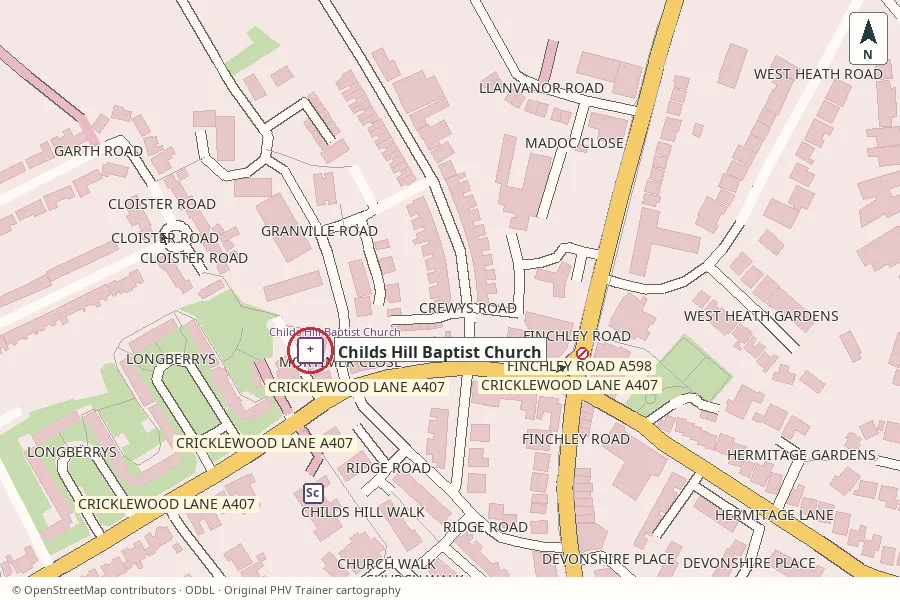 N
WEST HEATH ROAD
LLANVANOR ROAD
MADOC CLOSE
GARTH ROAD
CLOISTER ROAD
GRANVILLE ROAD
CLOISTER ROAD
CLOISTER ROAD
CREWYS ROAD
WEST HEATH GARDENS
Childs Hill Baptist Church
FINCHLEY ROAD
Childs Hill Baptist Church
LONGBERRYS
MORTIMER CLOSE
FINCHLEY ROAD A598
CRICKLEWOOD LANE A407
CRICKLEWOOD LANE A407
FINCHLEY ROAD
CRICKLEWOOD LANE A407
LONGBERRYS
HERMITAGE GARDENS
RIDGE ROAD
Sc
CRICKLEWOOD LANE A407
CHILDS HILL WALK
HERMITAGE LANE
RIDGE ROAD
DEVONSHIRE PLACE
DEVONSHIRE PLACE
CHURCH WALK
CHURCH WALK
© OpenStreetMap contributors · ODbL · Original PHV Trainer cartography